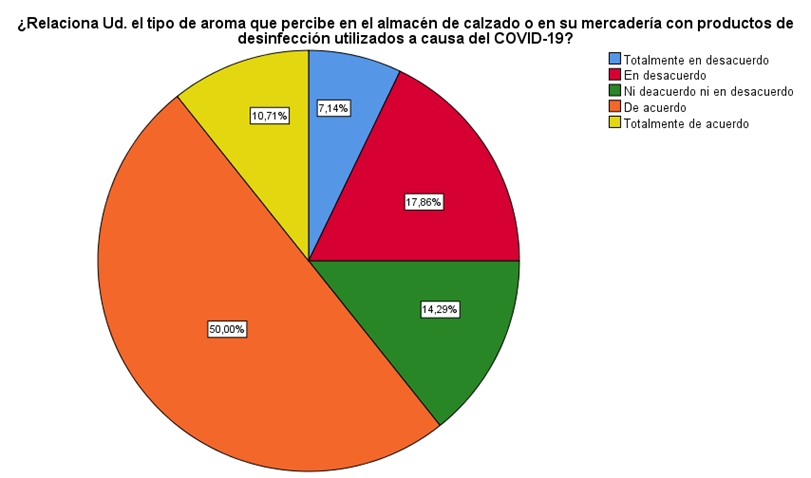 ¿Relaciona Ud. el tipo de aroma que percibe en el almacén de calzado o en su mercadería con productos de
desinfección utilizados a causa del COVID-19?
Totalmente en desacuerdo
En desacuerdo
Ni deacuerdo ni en desacuerdo
De acuerdo
Totalmente de acuerdo
10,71%
7,14%
17,86%
14,29%
50,00%